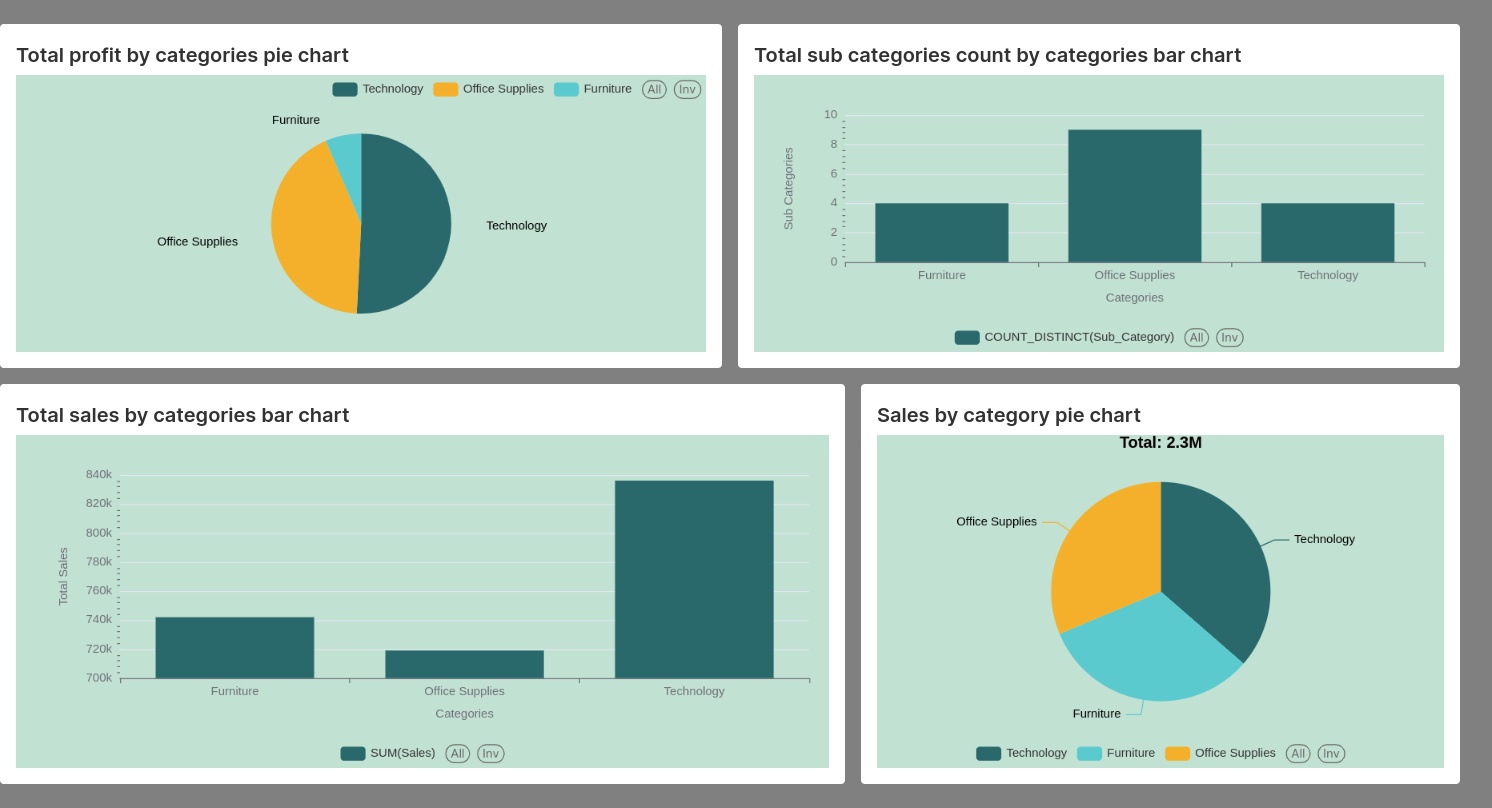 Total profit by categories pie chart
Technology Office Supplies Furniture All Inv
Furniture
Technology
Office Supplies
Total sub categories count by categories bar chart
10
8
6
4
2
0
Sub Categories
Furniture Office Supplies Technology
Categories
COUNT_DISTINCT(Sub_Category) All Inv
Total sales by categories bar chart
840k
820k
800k
780k
760k
740k
720k
700k
Total Sales
Furniture Office Supplies Technology
Categories
SUM(Sales) All Inv
Sales by category pie chart
Total: 2.3M
Office Supplies
Technology
Furniture
Technology Furniture Office Supplies All Inv